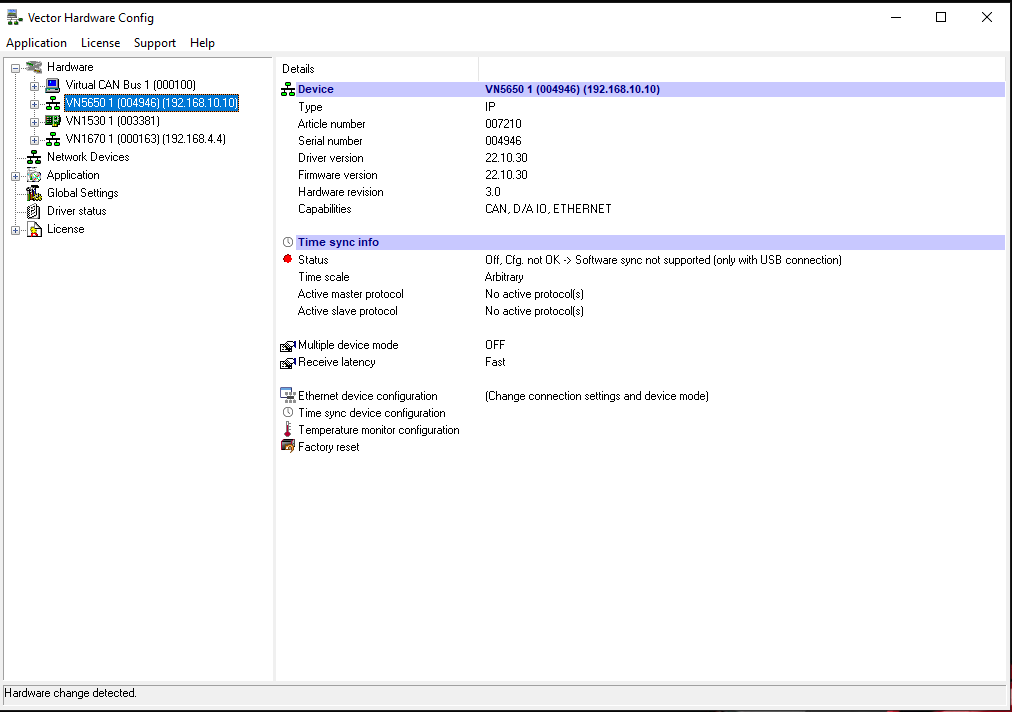 Vector Hardware Config
Application License Support Help
Hardware
Virtual CAN Bus 1 (000100)
VN5650 1 (004946) (192.168.10.10)
VN1530 1 (003381)
VN1670 1 (000163) (192.168.4.4)
Network Devices
Application
Global Settings
Driver status
License
Details
Device VN5650 1 (004946) (192.168.10.10)
Type IP
Article number 007210
Serial number 004946
Driver version 22.10.30
Firmware version 22.10.30
Hardware revision 3.0
Capabilities CAN, D/A IO, ETHERNET
Time sync info
Status Off, Cfg. not OK -> Software sync not supported (only with USB connection)
Time scale Arbitrary
Active master protocol No active protocol(s)
Active slave protocol No active protocol(s)
Multiple device mode OFF
Receive latency Fast
Ethernet device configuration (Change connection settings and device mode)
Time sync device configuration
Temperature monitor configuration
Factory reset
Hardware change detected.